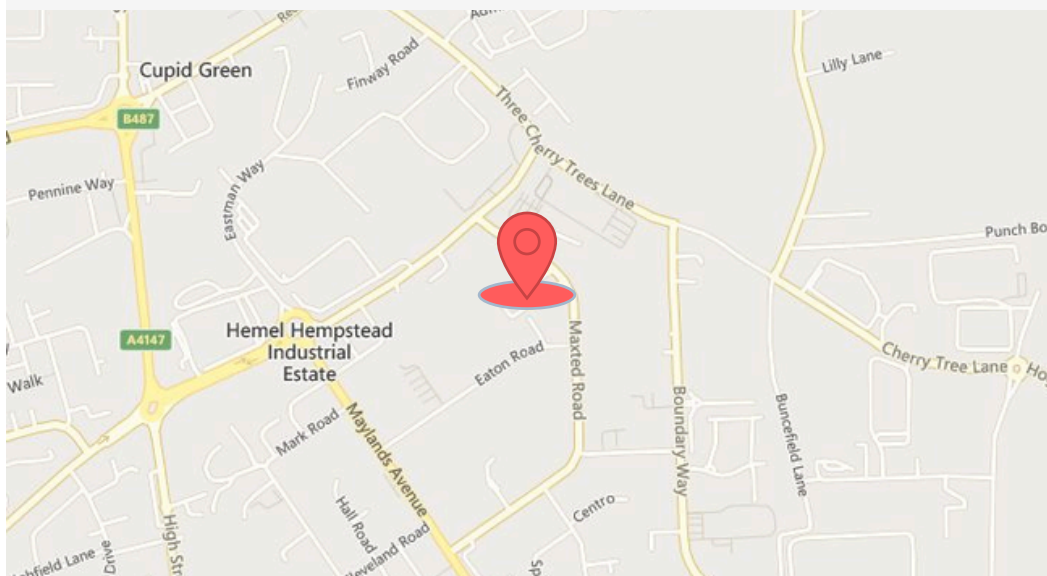 Finway Road
Cupid Green
Lilly Lane
B487
Three Cherry Trees Lane
Pennine Way
Eastman Way
Punch Bo
Hemel Hempstead
Industrial
Estate
A4147
Maxted Road
Eaton Road
Cherry Tree Lane
Ho
Walk
Boundary Way
Buncefield Lane
Maylands Avenue
Mark Road
Hall Road
Centro
High Str
Cleveland Road
Drive
Sp